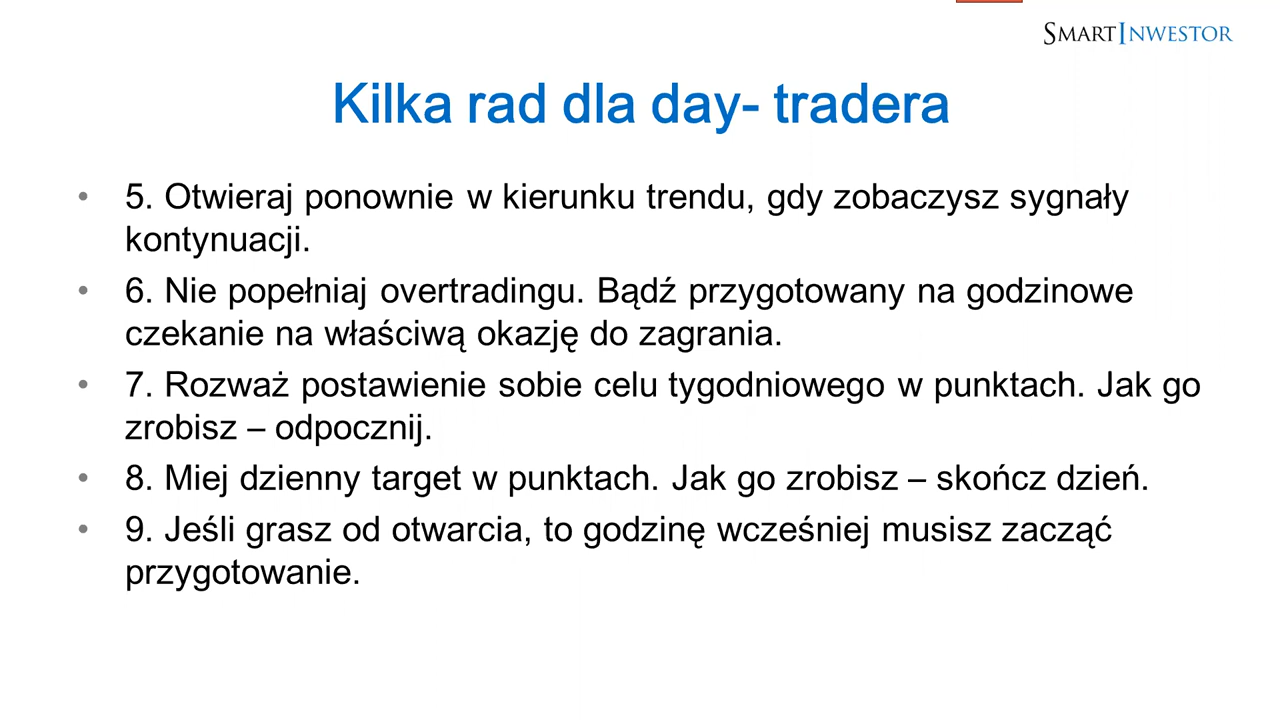 SMARTINWESTOR
Kilka rad dla day- tradera
• 5. Otwieraj ponownie w kierunku trendu, gdy zobaczysz sygnały
kontynuacji.
• 6. Nie popełniaj overtradingu. Bądź przygotowany na godzinowe
czekanie na właściwą okazję do zagrania.
• 7. Rozważ postawienie sobie celu tygodniowego w punktach. Jak go
zrobisz – odpocznij.
• 8. Miej dzienny target w punktach. Jak go zrobisz – skończ dzień.
• 9. Jeśli grasz od otwarcia, to godzinę wcześniej musisz zacząć
przygotowanie.